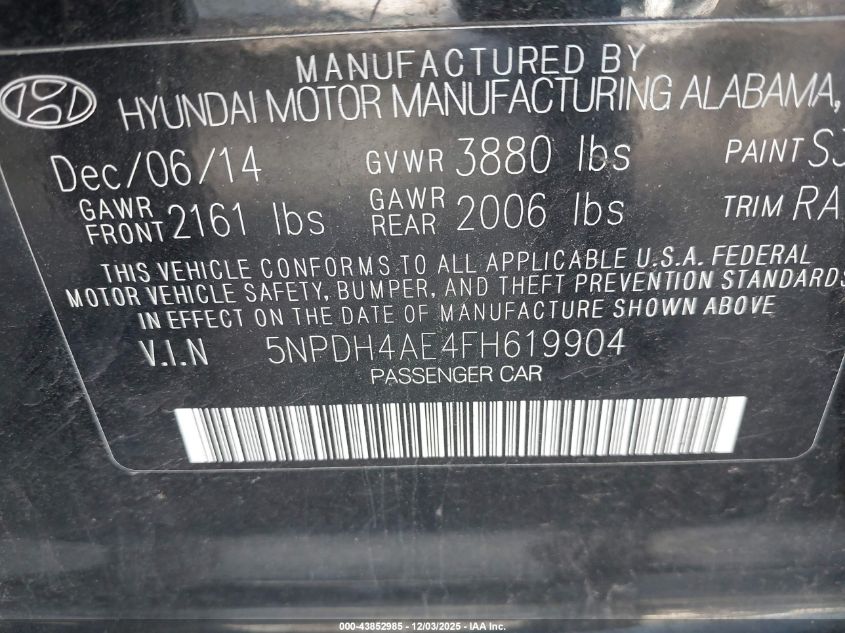 MANUFACTURED BY
HYUNDAI MOTOR MANUFACTURING ALABAMA,
Dec/06/14 GVWR 3880 lbs PAINT S3
GAWR FRONT 2161 lbs GAWR REAR 2006 lbs TRIM RA
THIS VEHICLE CONFORMS TO ALL APPLICABLE U.S.A. FEDERAL
MOTOR VEHICLE SAFETY, BUMPER, AND THEFT PREVENTION STANDARDS
IN EFFECT ON THE DATE OF MANUFACTURE SHOWN ABOVE.
V.I.N 5NPDH4AE4FH619904
PASSENGER CAR
000-43852985 - 12/03/2025 - IAA Inc.